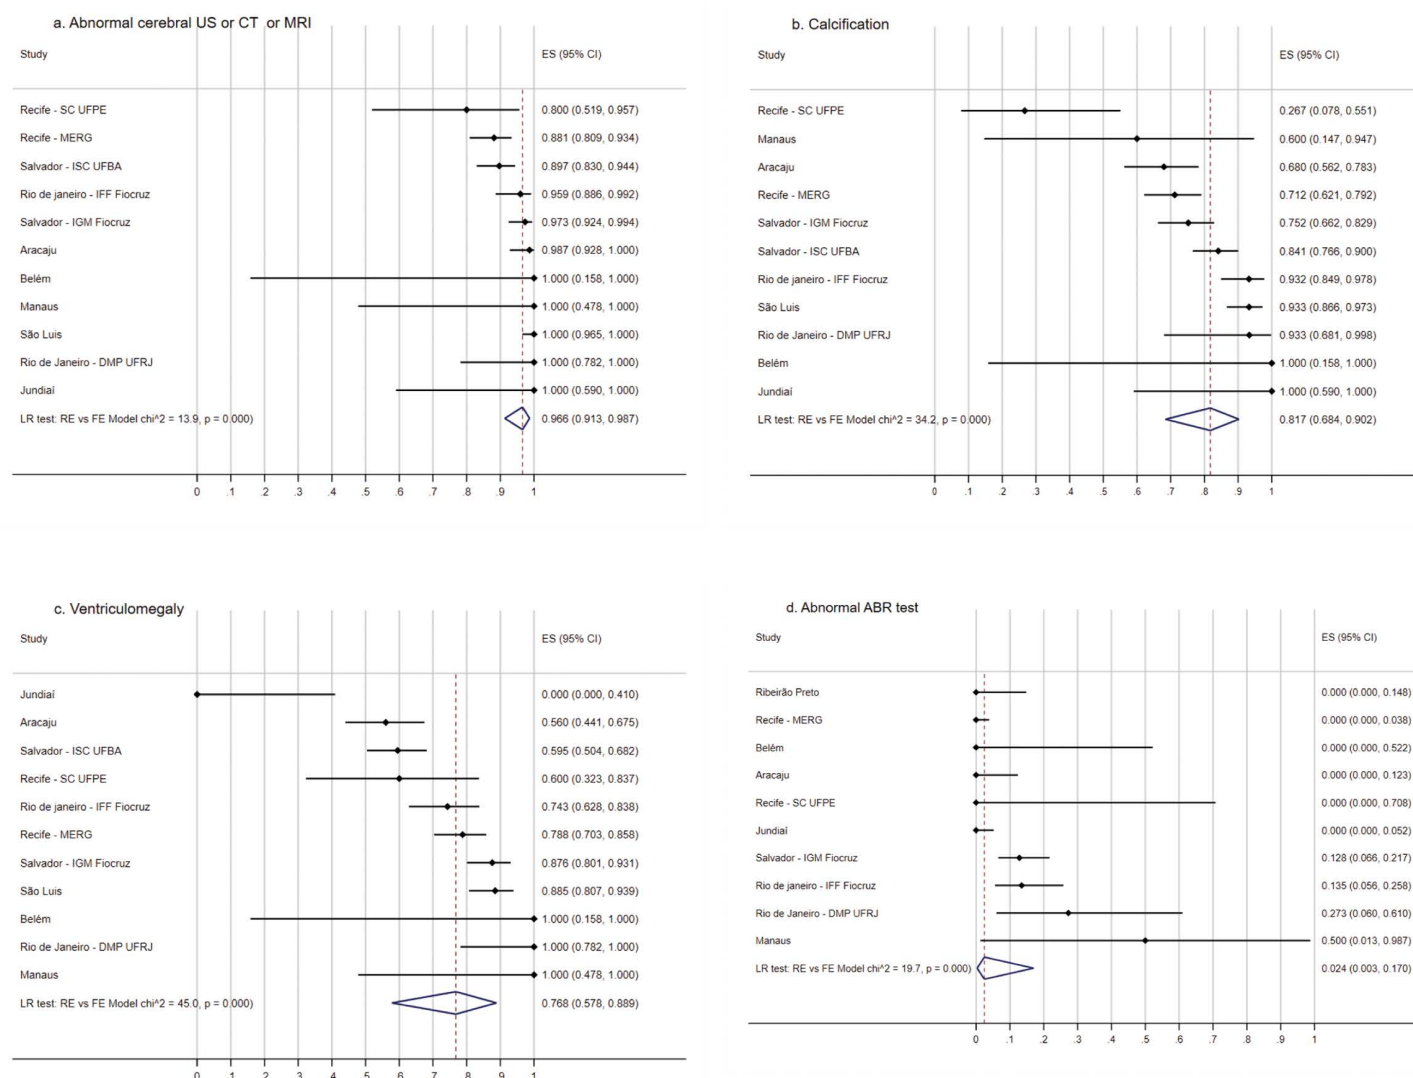 a. Abnormal cerebral US or CT or MRI
Study ES (95% CI)
Recife - SC UFPE 0.800 (0.519, 0.957)
Recife - MERG 0.881 (0.809, 0.934)
Salvador - ISC UFBA 0.897 (0.830, 0.944)
Rio de janeiro - IFF Fiocruz 0.959 (0.886, 0.992)
Salvador - IGM Fiocruz 0.973 (0.924, 0.994)
Aracaju 0.987 (0.928, 1.000)
Belém 1.000 (0.158, 1.000)
Manaus 1.000 (0.478, 1.000)
São Luis 1.000 (0.965, 1.000)
Rio de Janeiro - DMP UFRJ 1.000 (0.782, 1.000)
Jundiaí 1.000 (0.590, 1.000)
LR test: RE vs FE Model chi^2 = 13.9, p = 0.000) 0.966 (0.913, 0.987)
0 .1 .2 .3 .4 .5 .6 .7 .8 .9 1
b. Calcification
Study ES (95% CI)
Recife - SC UFPE 0.267 (0.078, 0.551)
Manaus 0.600 (0.147, 0.947)
Aracaju 0.680 (0.562, 0.783)
Recife - MERG 0.712 (0.621, 0.792)
Salvador - IGM Fiocruz 0.752 (0.662, 0.829)
Salvador - ISC UFBA 0.841 (0.766, 0.900)
Rio de janeiro - IFF Fiocruz 0.932 (0.849, 0.978)
São Luis 0.933 (0.866, 0.973)
Rio de Janeiro - DMP UFRJ 0.933 (0.681, 0.998)
Belém 1.000 (0.158, 1.000)
Jundiaí 1.000 (0.590, 1.000)
LR test: RE vs FE Model chi^2 = 34.2, p = 0.000) 0.817 (0.684, 0.902)
0 .1 .2 .3 .4 .5 .6 .7 .8 .9 1
c. Ventriculomegaly
Study ES (95% CI)
Jundiaí 0.000 (0.000, 0.410)
Aracaju 0.560 (0.441, 0.675)
Salvador - ISC UFBA 0.595 (0.504, 0.682)
Recife - SC UFPE 0.600 (0.323, 0.837)
Rio de janeiro - IFF Fiocruz 0.743 (0.628, 0.838)
Recife - MERG 0.788 (0.703, 0.858)
Salvador - IGM Fiocruz 0.876 (0.801, 0.931)
São Luis 0.885 (0.807, 0.939)
Belém 1.000 (0.158, 1.000)
Rio de Janeiro - DMP UFRJ 1.000 (0.782, 1.000)
Manaus 1.000 (0.478, 1.000)
LR test: RE vs FE Model chi^2 = 45.0, p = 0.000) 0.768 (0.578, 0.889)
0 .1 .2 .3 .4 .5 .6 .7 .8 .9 1
d. Abnormal ABR test
Study ES (95% CI)
Ribeirão Preto 0.000 (0.000, 0.148)
Recife - MERG 0.000 (0.000, 0.038)
Belém 0.000 (0.000, 0.522)
Aracaju 0.000 (0.000, 0.123)
Recife - SC UFPE 0.000 (0.000, 0.708)
Jundiaí 0.000 (0.000, 0.052)
Salvador - IGM Fiocruz 0.128 (0.066, 0.217)
Rio de janeiro - IFF Fiocruz 0.135 (0.056, 0.258)
Rio de Janeiro - DMP UFRJ 0.273 (0.060, 0.610)
Manaus 0.500 (0.013, 0.987)
LR test: RE vs FE Model chi^2 = 19.7, p = 0.000) 0.024 (0.003, 0.170)
0 .1 .2 .3 .4 .5 .6 .7 .8 .9 1